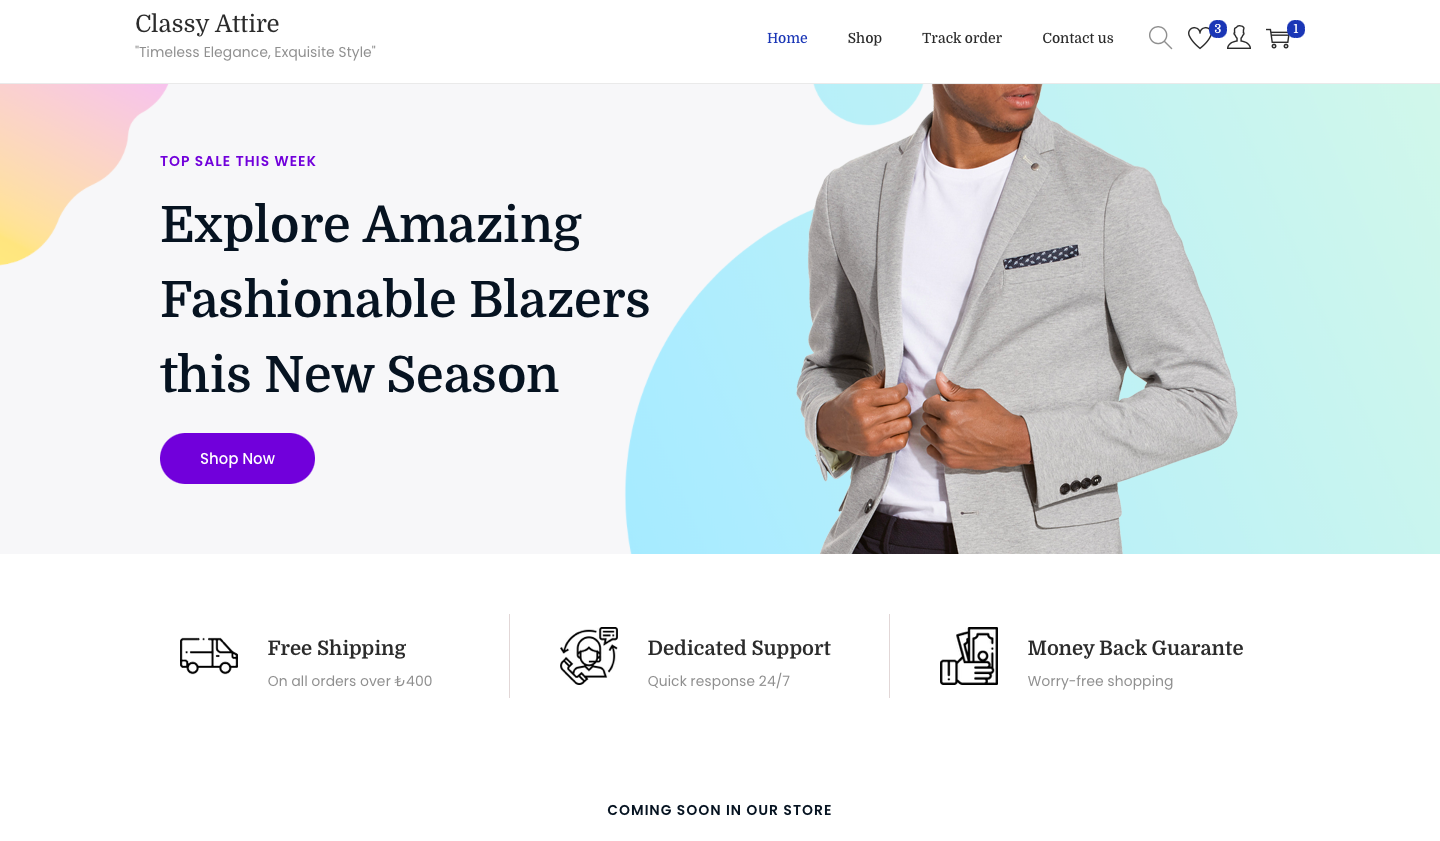 Classy Attire
"Timeless Elegance, Exquisite Style"
Home
Shop
Track order
Contact us
3
1
TOP SALE THIS WEEK
Explore Amazing
Fashionable Blazers
this New Season
Shop Now
Free Shipping
On all orders over ₺400
Dedicated Support
Quick response 24/7
Money Back Guarante
Worry-free shopping
COMING SOON IN OUR STORE